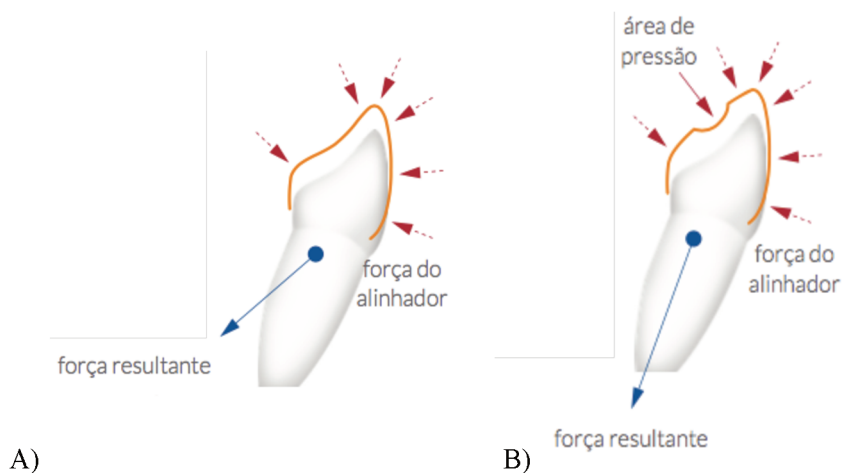 força do
alinhador
força resultante
A)
área de
pressão
força do
alinhador
força resultante
B)